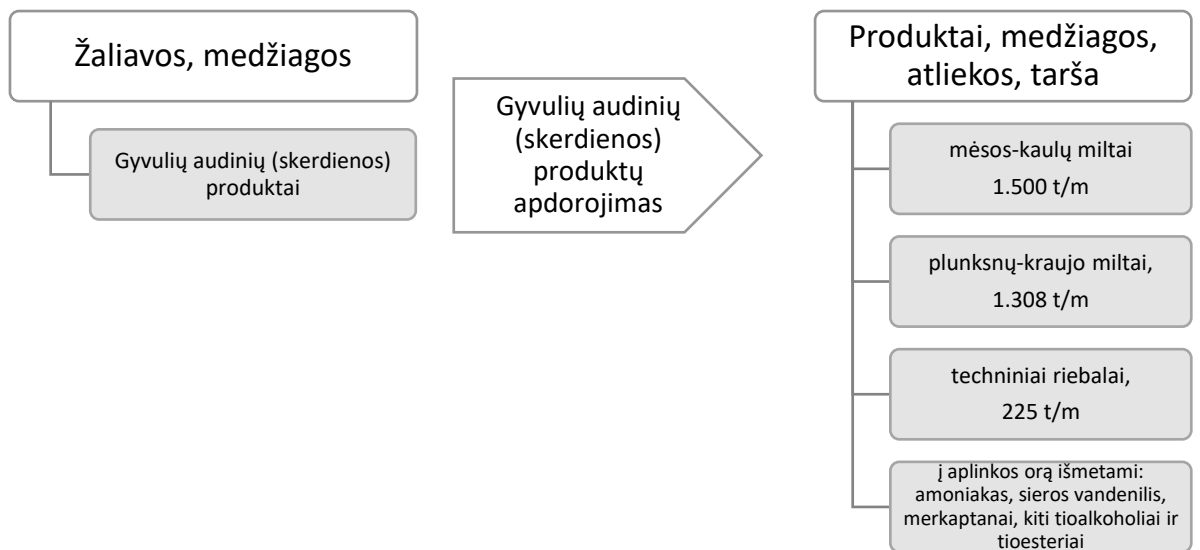 Žaliavos, medžiagos
Gyvulių audinių (skerdienos)
produktai
Gyvulių audinių
(skerdienos)
produktų
apdorojimas
Produktai, medžiagos,
atliekos, tarša
mėsos-kaulų miltai
1.500 t/m
plunksnų-kraujo miltai,
1.308 t/m
techniniai riebalai,
225 t/m
į aplinkos orą išmetami:
amoniakas, sieros vandenilis,
merkaptanai, kiti tioalkoholiai ir
tioesteriai